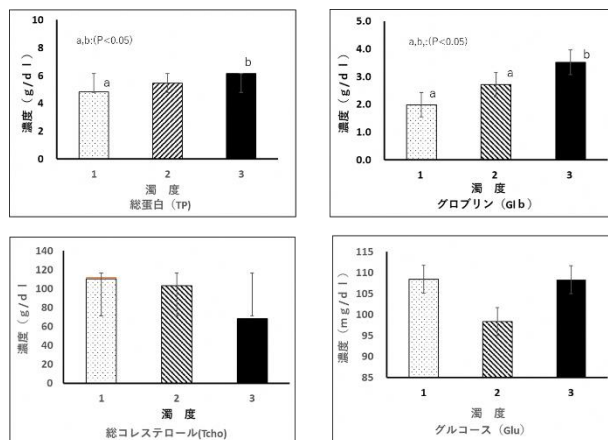 a,b:(P<0.05)
濃度(g/dl)
8
6
4
2
0
a
b
1 2 3
濁 度
総蛋白(TP)
a,b,:(P<0.05)
濃度(g/dl)
5.0
4.0
3.0
2.0
1.0
0.0
a
a
b
1 2 3
濁 度
グロブリン(Glb)
濃度(g/dl)
140
120
100
80
60
40
20
0
1 2 3
濁 度
総コレステロール(Tcho)
濃度(mg/dl)
115
110
105
100
95
90
85
1 2 3
濁 度
グルコース(Glu)